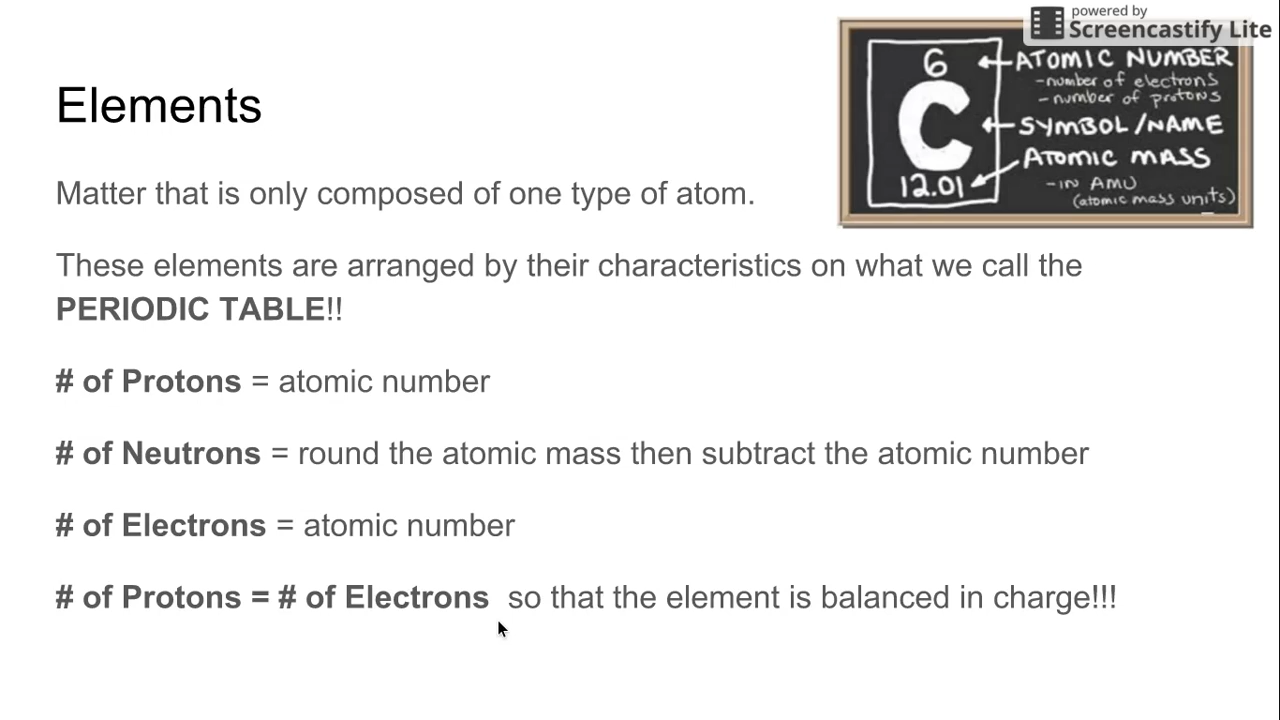 powered by
Screencastify Lite
6
ATOMIC NUMBER
-number of electrons
-number of protons
C
SYMBOL/NAME
ATOMIC MASS
12.01
-IN AMU
(atomic mass units)
Elements
Matter that is only composed of one type of atom.
These elements are arranged by their characteristics on what we call the
PERIODIC TABLE!!
# of Protons = atomic number
# of Neutrons = round the atomic mass then subtract the atomic number
# of Electrons = atomic number
# of Protons = # of Electrons so that the element is balanced in charge!!!